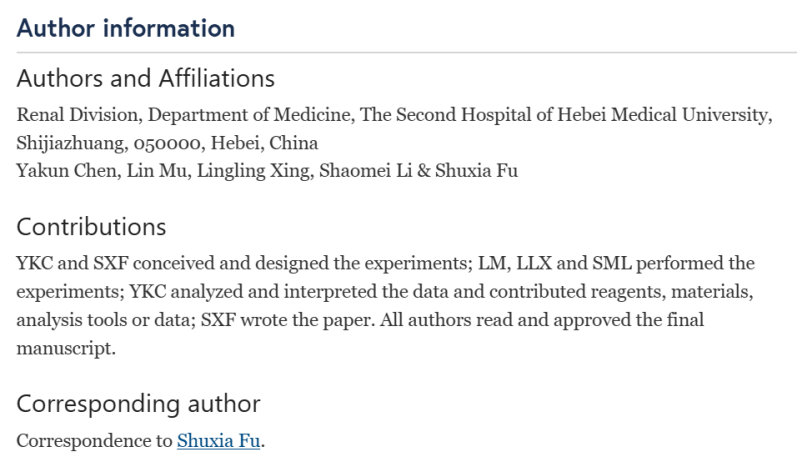 Author information
Authors and Affiliations
Renal Division, Department of Medicine, The Second Hospital of Hebei Medical University,
Shijiazhuang, 050000, Hebei, China
Yakun Chen, Lin Mu, Lingling Xing, Shaomei Li & Shuxia Fu
Contributions
YKC and SXF conceived and designed the experiments; LM, LLX and SML performed the
experiments; YKC analyzed and interpreted the data and contributed reagents, materials,
analysis tools or data; SXF wrote the paper. All authors read and approved the final
manuscript.
Corresponding author
Correspondence to Shuxia Fu.